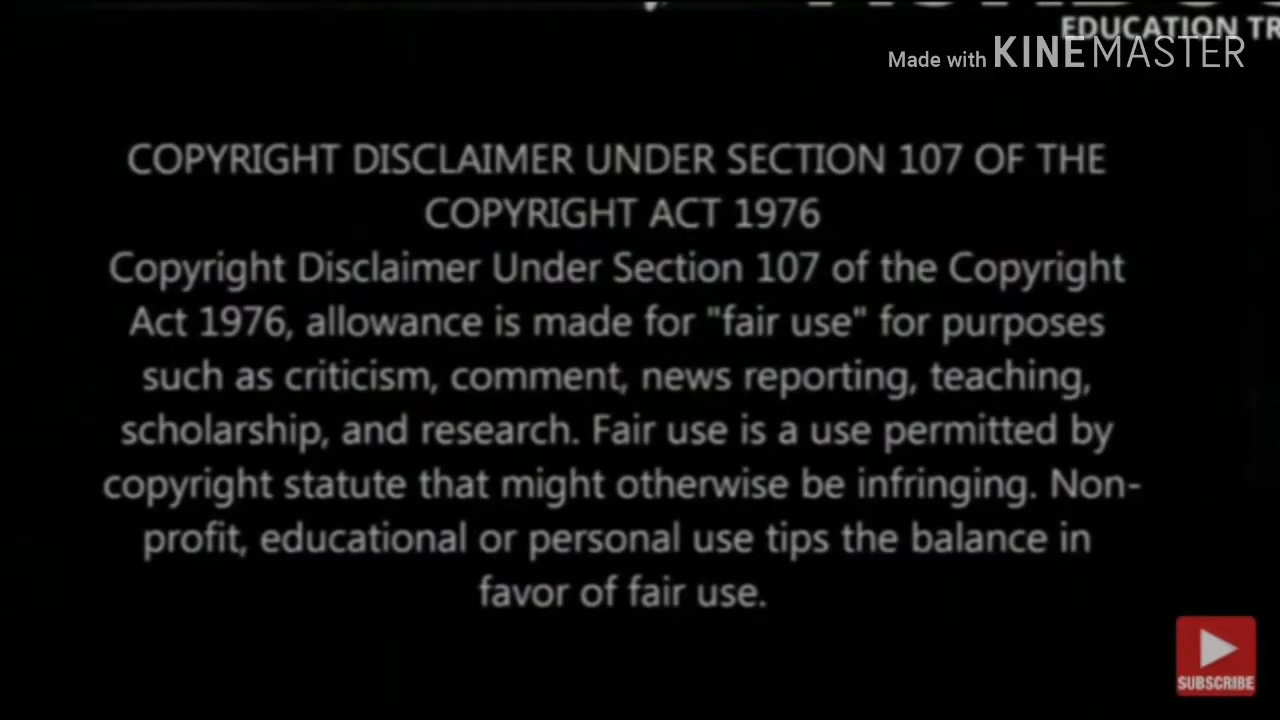 EDUCATION TR
Made with KINEMASTER
COPYRIGHT DISCLAIMER UNDER SECTION 107 OF THE
COPYRIGHT ACT 1976
Copyright Disclaimer Under Section 107 of the Copyright
Act 1976, allowance is made for "fair use" for purposes
such as criticism, comment, news reporting, teaching,
scholarship, and research. Fair use is a use permitted by
copyright statute that might otherwise be infringing. Non-
profit, educational or personal use tips the balance in
favor of fair use.
SUBSCRIBE